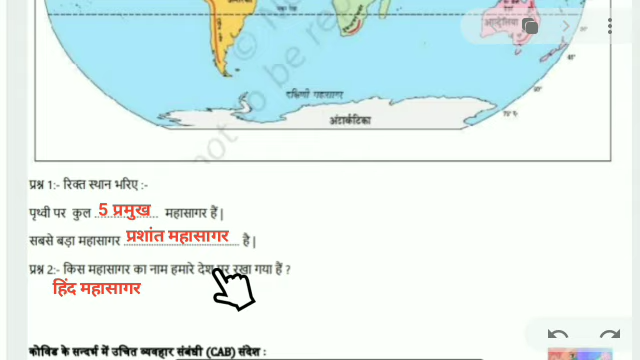 ऑस्ट्रेलिया
दक्षिणी महासागर
अंटार्कटिका
प्रश्न 1:- रिक्त स्थान भरिए :-
पृथ्वी पर कुल 5 प्रमुख महासागर हैं|
सबसे बड़ा महासागर प्रशांत महासागर है|
प्रश्न 2:- किस महासागर का नाम हमारे देश पर रखा गया हैं ?
हिंद महासागर
कोविड के सन्दर्भ में उचित व्यवहार संबंधी (CAB) संदेश :